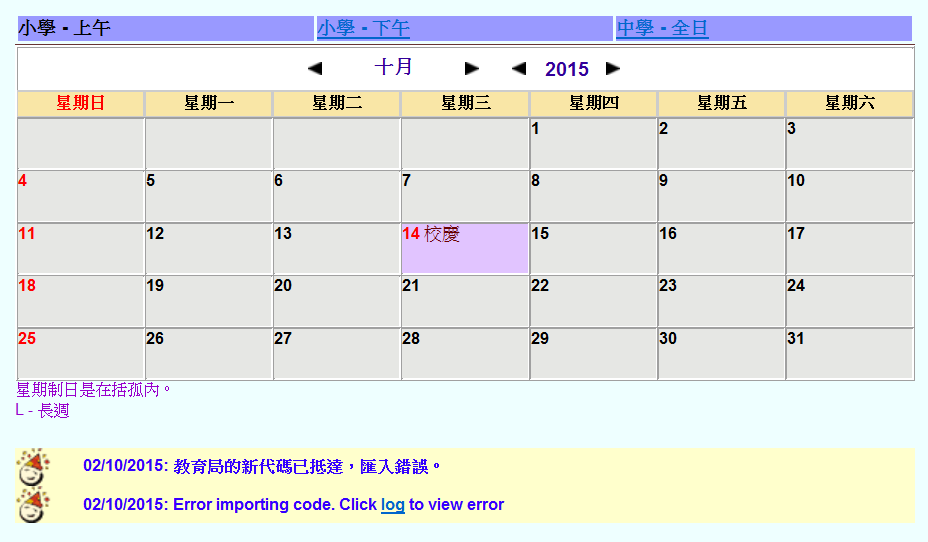 小學 - 上午 小學 - 下午 中學 - 全日
十月 2015
星期日 星期一 星期二 星期三 星期四 星期五 星期六
1 2 3
4 5 6 7 8 9 10
11 12 13 14 校慶 15 16 17
18 19 20 21 22 23 24
25 26 27 28 29 30 31
星期制日是在括孤內。
L - 長週
02/10/2015: 教育局的新代碼已抵達，匯入錯誤。
02/10/2015: Error importing code. Click log to view error